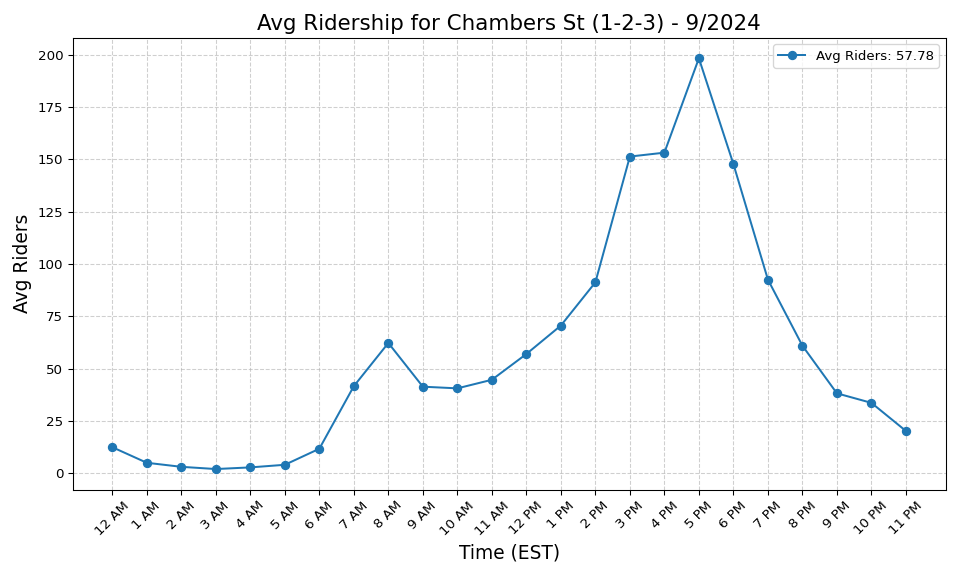 Avg Ridership for Chambers St (1-2-3) - 9/2024
Avg Riders: 57.78
Avg Riders
200
175
150
125
100
75
50
25
0
12 AM
1 AM
2 AM
3 AM
4 AM
5 AM
6 AM
7 AM
8 AM
9 AM
10 AM
11 AM
12 PM
1 PM
2 PM
3 PM
4 PM
5 PM
6 PM
7 PM
8 PM
9 PM
10 PM
11 PM
Time (EST)